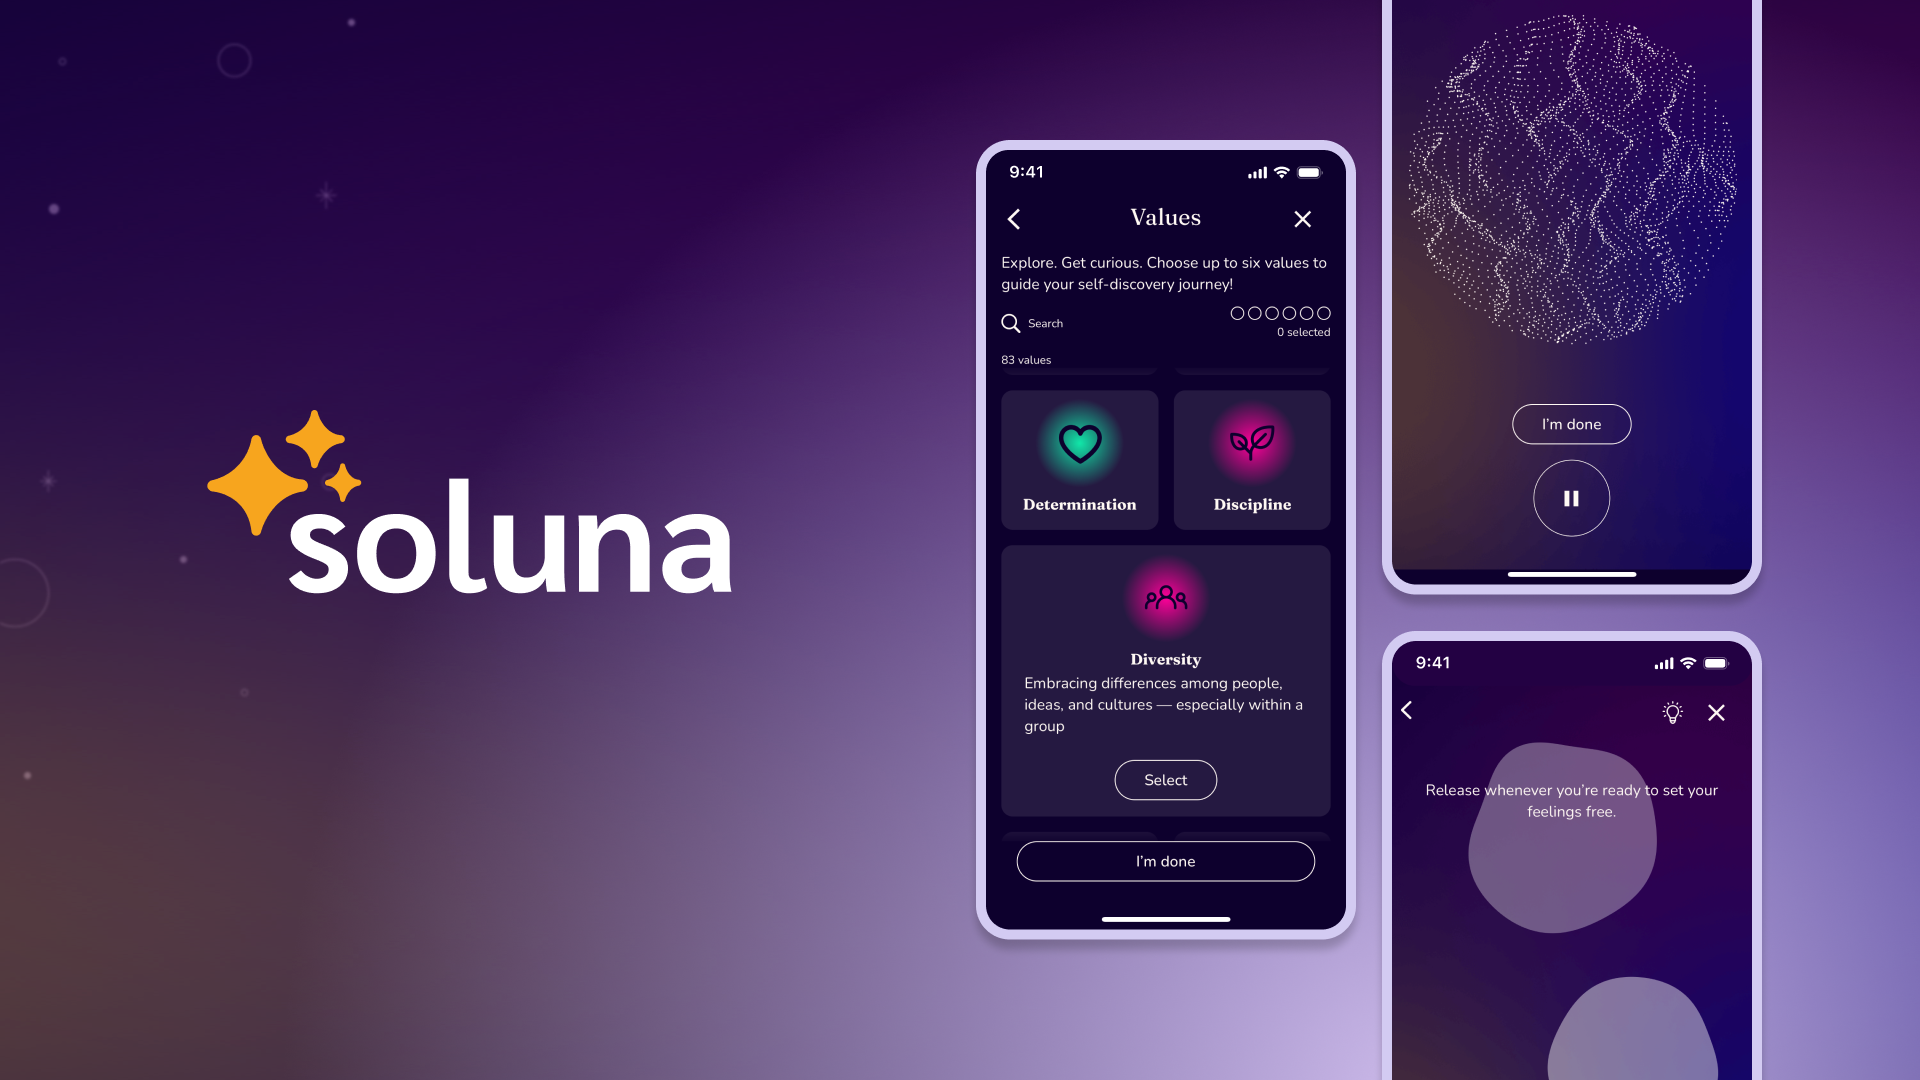 soluna
9:41
Values
Explore. Get curious. Choose up to six values to
guide your self-discovery journey!
Search
0 selected
83 values
Determination
Discipline
Diversity
Embracing differences among people,
ideas, and cultures — especially within a
group
Select
I’m done
I’m done
9:41
Release whenever you’re ready to set your
feelings free.